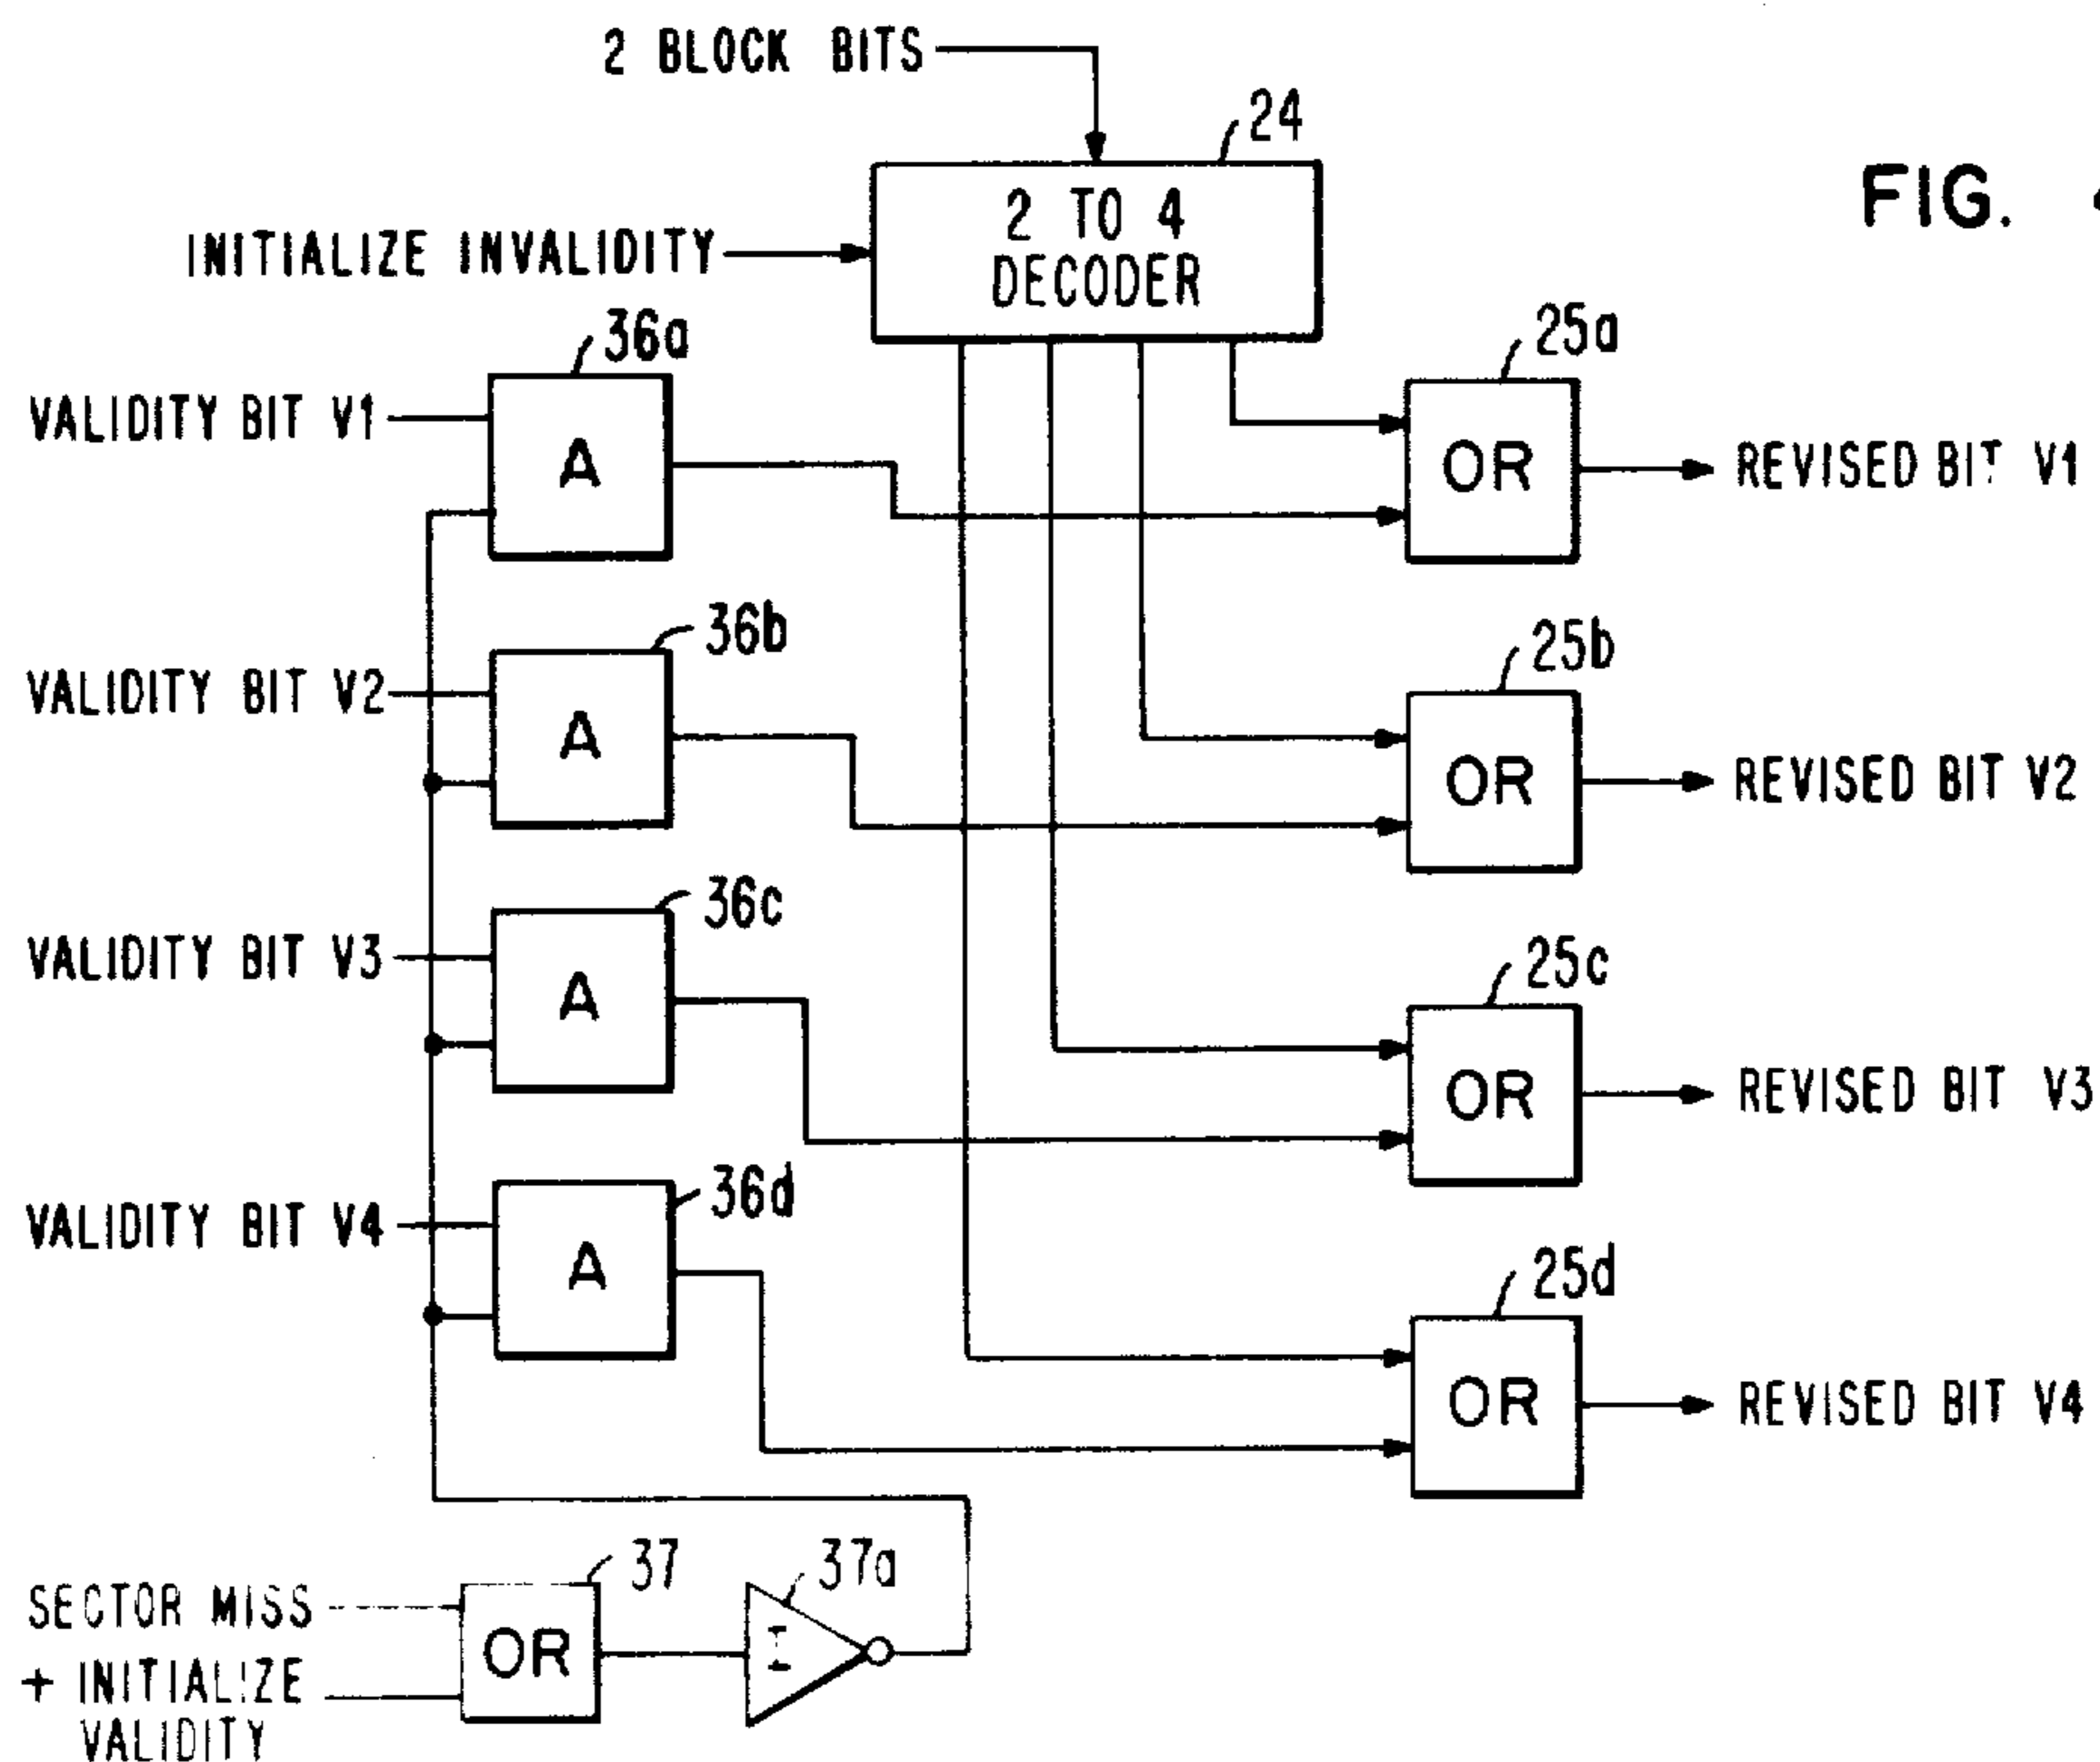 2 BLOCK BITS
24
2 TO 4
DECODER
FIG.
INITIALIZE INVALIDITY
36a
25a
VALIDITY BIT V1
A
OR
REVISED BIT V1
36b
25b
VALIDITY BIT V2
A
OR
REVISED BIT V2
36c
25c
VALIDITY BIT V3
A
OR
REVISED BIT V3
36d
25d
VALIDITY BIT V4
A
OR
REVISED BIT V4
37
37a
SECTOR MISS
OR
I
+ INITIALIZE
VALIDITY